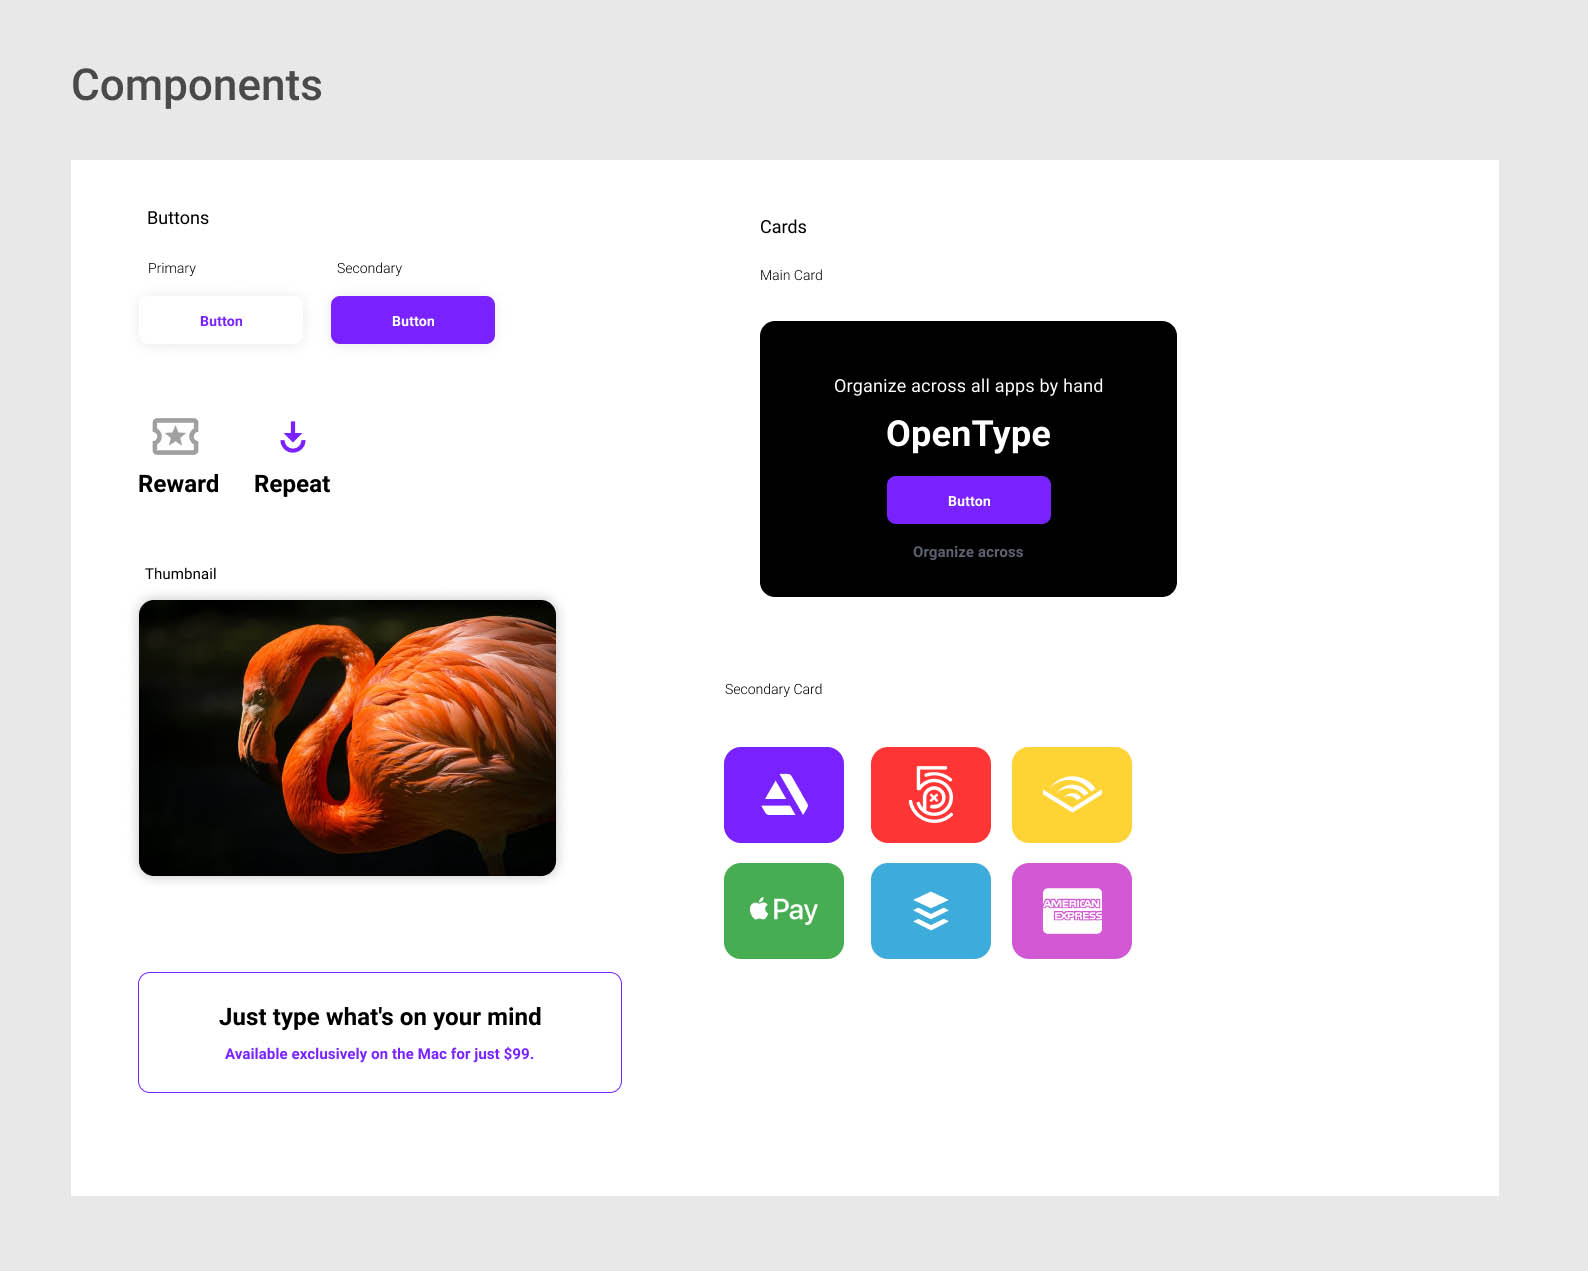 Components
Buttons
Primary
Secondary
Button
Button
Reward
Repeat
Thumbnail
Just type what's on your mind
Available exclusively on the Mac for just $99.
Cards
Main Card
Organize across all apps by hand
OpenType
Button
Organize across
Secondary Card
5
Pay
AMERICAN
EXPRESS